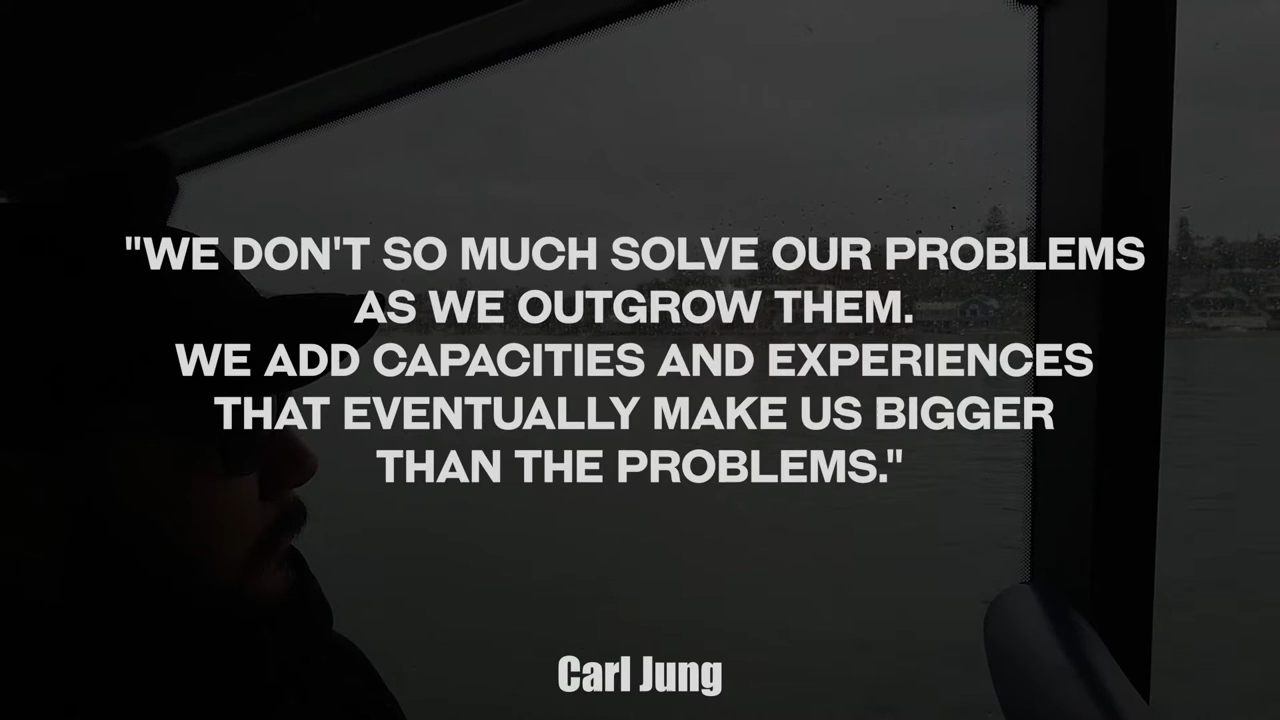 "WE DON'T SO MUCH SOLVE OUR PROBLEMS
AS WE OUTGROW THEM.
WE ADD CAPACITIES AND EXPERIENCES
THAT EVENTUALLY MAKE US BIGGER
THAN THE PROBLEMS."
Carl Jung